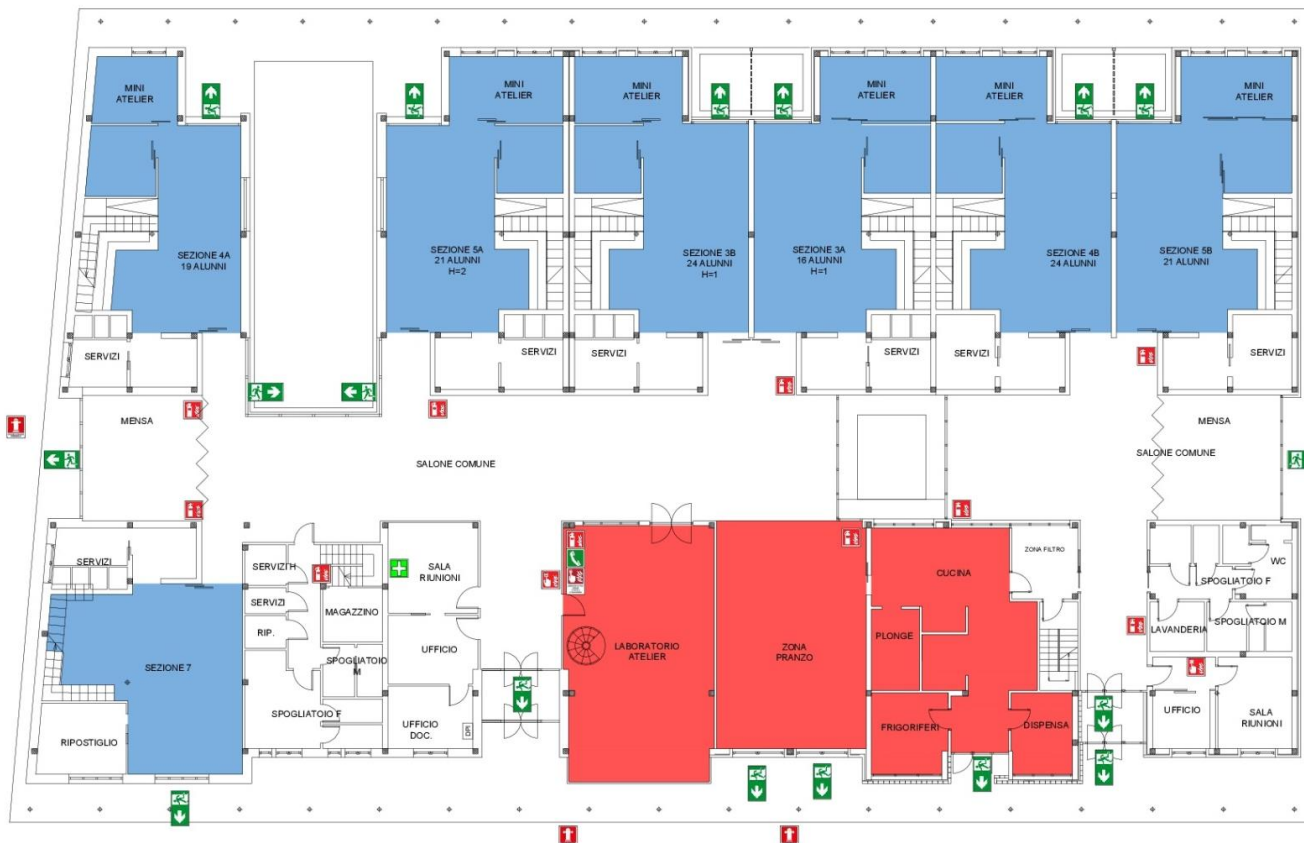 MINI
ATELIER
MINI
ATELIER
MINI
ATELIER
MINI
ATELIER
MINI
ATELIER
MINI
ATELIER
SEZIONE 4A
19 ALUNNI
SEZIONE 5A
21 ALUNNI
H=2
SEZIONE 3B
24 ALUNNI
H=1
SEZIONE 3A
16 ALUNNI
H=1
SEZIONE 4B
24 ALUNNI
SEZIONE 5B
21 ALUNNI
SERVIZI
SERVIZI
SERVIZI
SERVIZI
SERVIZI
SERVIZI
MENSA
MENSA
SALONE COMUNE
SALONE COMUNE
SERVIZI
SERVIZI H
SERVIZI
RIP.
MAGAZZINO
SALA
RIUNIONI
UFFICIO
SPOGLIATOIO
M
SPOGLIATOIO F
UFFICIO
DOC.
DPI
SEZIONE 7
RIPOSTIGLIO
LABORATORIO
ATELIER
ZONA
PRANZO
CUCINA
PLONGE
FRIGORIFERI
DISPENSA
ZONA FILTRO
WC
SPOGLIATOIO F
LAVANDERIA
SPOGLIATOIO M
UFFICIO
SALA
RIUNIONI